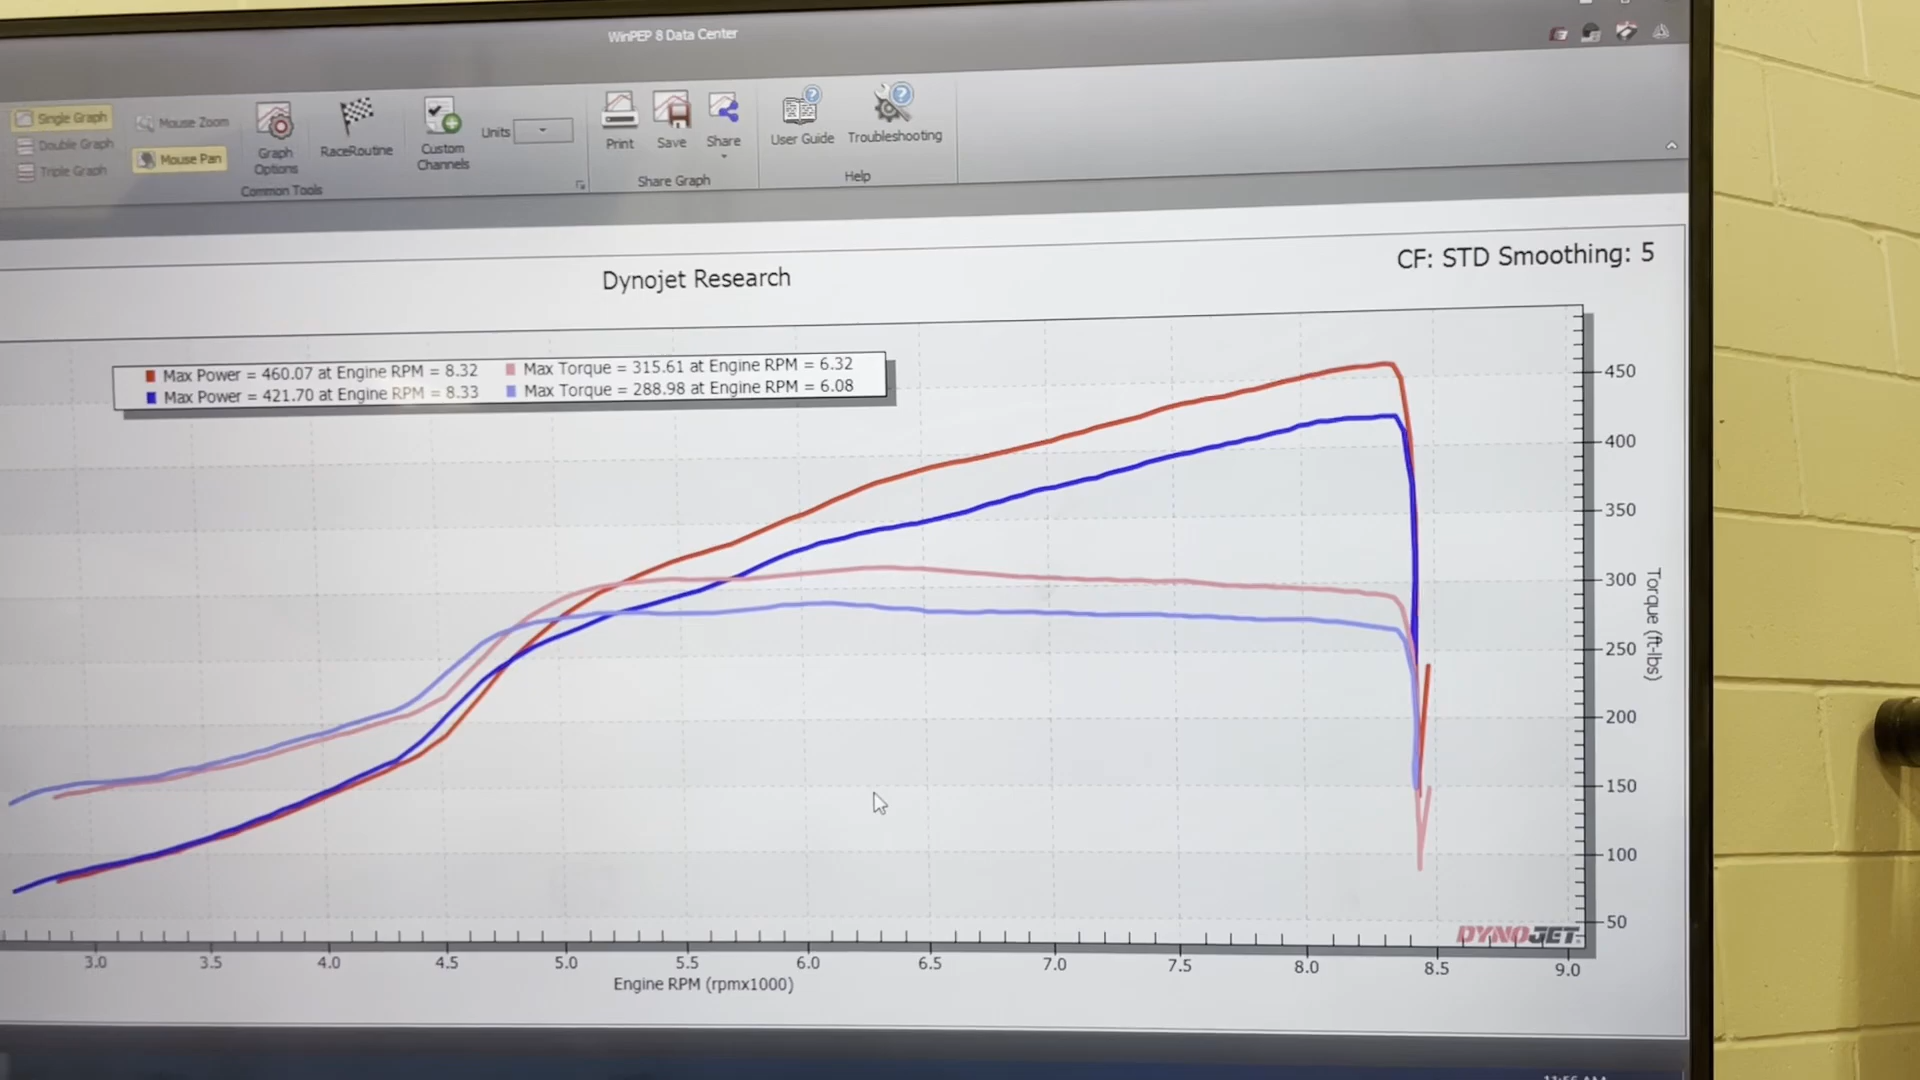 WinPEP 8 Data Center
Single Graph
Double Graph
Triple Graph
Mouse Zoom
Mouse Pan
Graph Options
RaceRoutine
Custom Channels
Units
Common Tools
Print
Save
Share
Share Graph
User Guide
Troubleshooting
Help
Dynojet Research
CF: STD Smoothing: 5
Max Power = 460.07 at Engine RPM = 8.32
Max Torque = 315.61 at Engine RPM = 6.32
Max Power = 421.70 at Engine RPM = 8.33
Max Torque = 288.98 at Engine RPM = 6.08
450
400
350
300
250
200
150
100
50
Torque (ft-lbs)
DYNOJET
3.0 3.5 4.0 4.5 5.0 5.5 6.0 6.5 7.0 7.5 8.0 8.5 9.0
Engine RPM (rpmx1000)